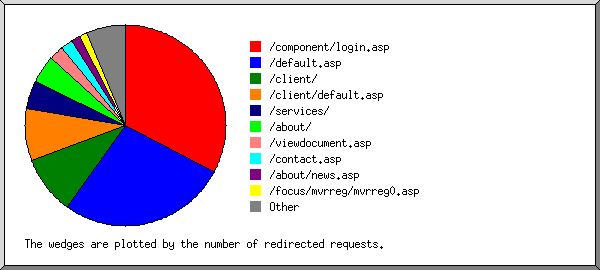 /component/login.asp
/default.asp
/client/
/client/default.asp
/services/
/about/
/viewdocument.asp
/contact.asp
/about/news.asp
/focus/mvrreg/mvrreg0.asp
Other
The wedges are plotted by the number of redirected requests.